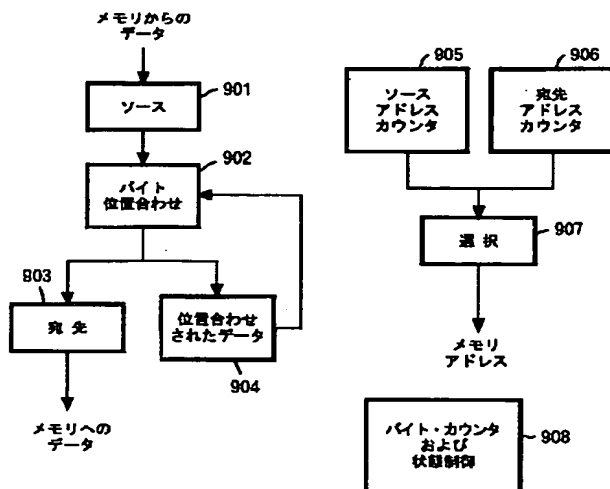 メモリからの
データ
901
ソース
902
バイト
位置合わせ
903
宛先
位置合わせ
されたデータ
904
メモリへの
データ
905
ソース
アドレス
カウンタ
906
宛先
アドレス
カウンタ
907
選択
メモリ
アドレス
バイト・カウンタ
および
状態制御
908